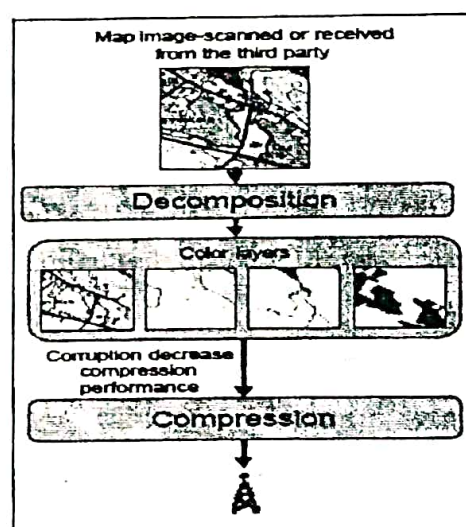 Map image-scanned or received
from the third party
Decomposition
Color layers
Corruption decrease
compression
performance
Compression